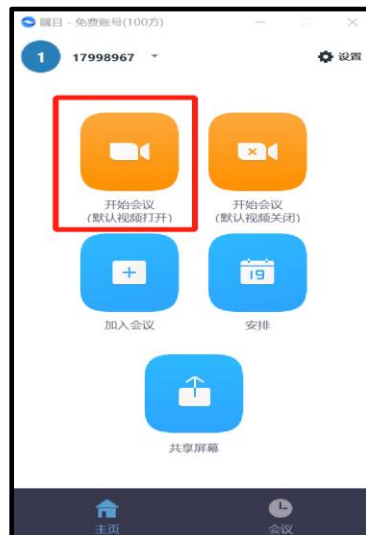 瞩目 - 免费账号(100方)
1 17998967 设置
开始会议 开始会议
(默认视频打开) (默认视频关闭)
19
加入会议 安排
共享屏幕
主页 会议